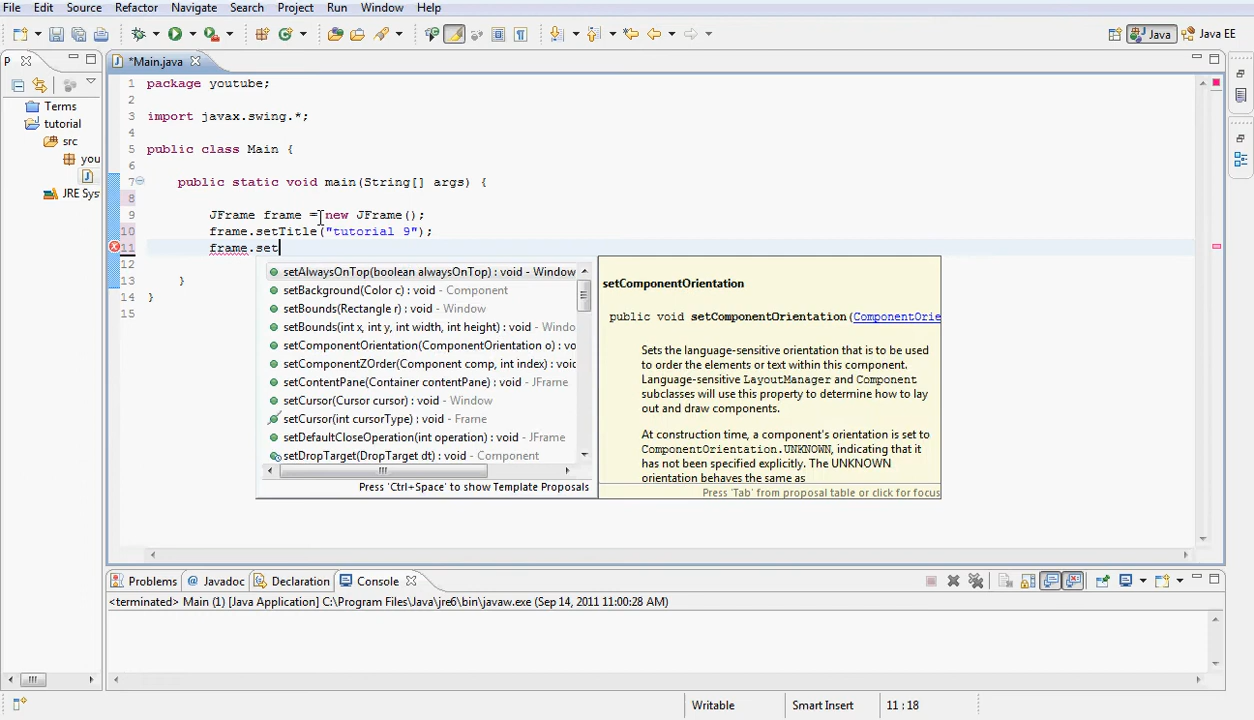 File Edit Source Refactor Navigate Search Project Run Window Help
Java Java EE
P
*Main.java
Terms
tutorial
src
you
JRE Sys
1 package youtube;
2
3 import javax.swing.*;
4
5 public class Main {
6
7 public static void main(String[] args) {
8
9 JFrame frame = new JFrame();
10 frame.setTitle("tutorial 9");
11 frame.set
12
13 }
14 }
15
setAlwaysOnTop(boolean alwaysOnTop) : void - Window
setBackground(Color c) : void - Component
setBounds(Rectangle r) : void - Window
setBounds(int x, int y, int width, int height) : void - Windo
setComponentOrientation(ComponentOrientation o) : vo
setComponentZOrder(Component comp, int index) : void
setContentPane(Container contentPane) : void - JFrame
setCursor(Cursor cursor) : void - Window
setCursor(int cursorType) : void - Frame
setDefaultCloseOperation(int operation) : void - JFrame
setDropTarget(DropTarget dt) : void - Component
Press 'Ctrl+Space' to show Template Proposals
setComponentOrientation
public void setComponentOrientation(ComponentOrie
Sets the language-sensitive orientation that is to be used
to order the elements or text within this component.
Language-sensitive LayoutManager and Component
subclasses will use this property to determine how to lay
out and draw components.
At construction time, a component's orientation is set to
ComponentOrientation.UNKNOWN, indicating that it
has not been specified explicitly. The UNKNOWN
orientation behaves the same as
Press 'Tab' from proposal table or click for focus
Problems @ Javadoc Declaration Console
<terminated> Main (1) [Java Application] C:\Program Files\Java\jre6\bin\javaw.exe (Sep 14, 2011 11:00:28 AM)
Writable Smart Insert 11 : 18